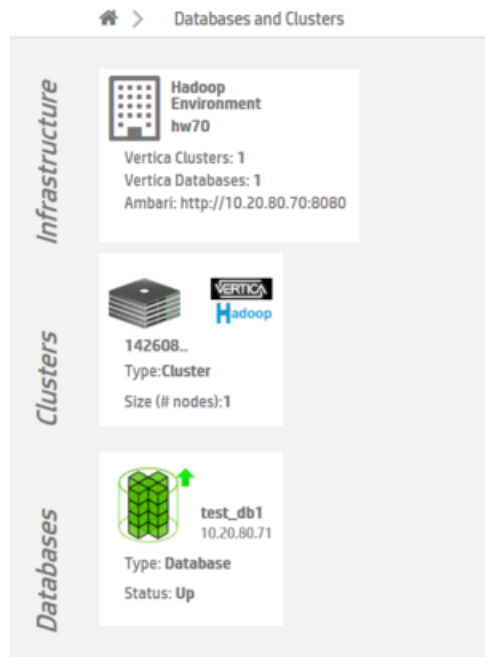 Databases and Clusters
Infrastructure
Hadoop
Environment
hw70
Vertica Clusters: 1
Vertica Databases: 1
Ambari: http://10.20.80.70:8080
Clusters
VERTICA
Hadoop
142608..
Type:Cluster
Size (# nodes):1
Databases
test_db1
10.20.80.71
Type: Database
Status: Up